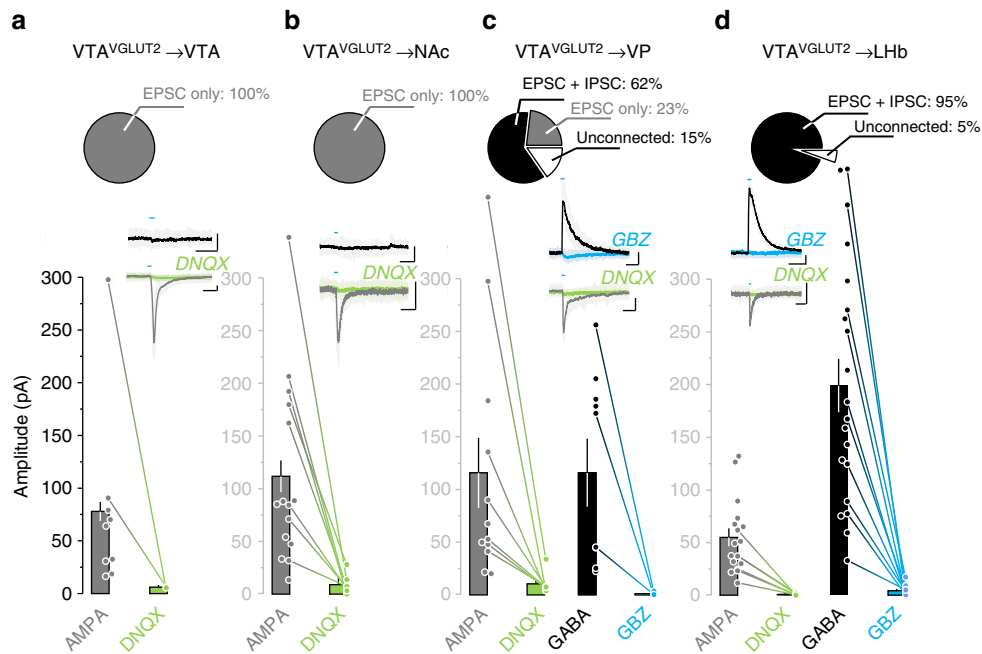 a
VTA^VGLUT2 →VTA
EPSC only: 100%
DNQX
Amplitude (pA)
300
250
200
150
100
50
0
AMPA
DNQX
b
VTA^VGLUT2 →NAc
EPSC only: 100%
DNQX
300
250
200
150
100
50
0
AMPA
DNQX
c
VTA^VGLUT2 →VP
EPSC + IPSC: 62%
EPSC only: 23%
Unconnected: 15%
GBZ
DNQX
300
250
200
150
100
50
0
AMPA
DNQX
GABA
GBZ
d
VTA^VGLUT2 →LHb
EPSC + IPSC: 95%
Unconnected: 5%
GBZ
DNQX
300
250
200
150
100
50
0
AMPA
DNQX
GABA
GBZ